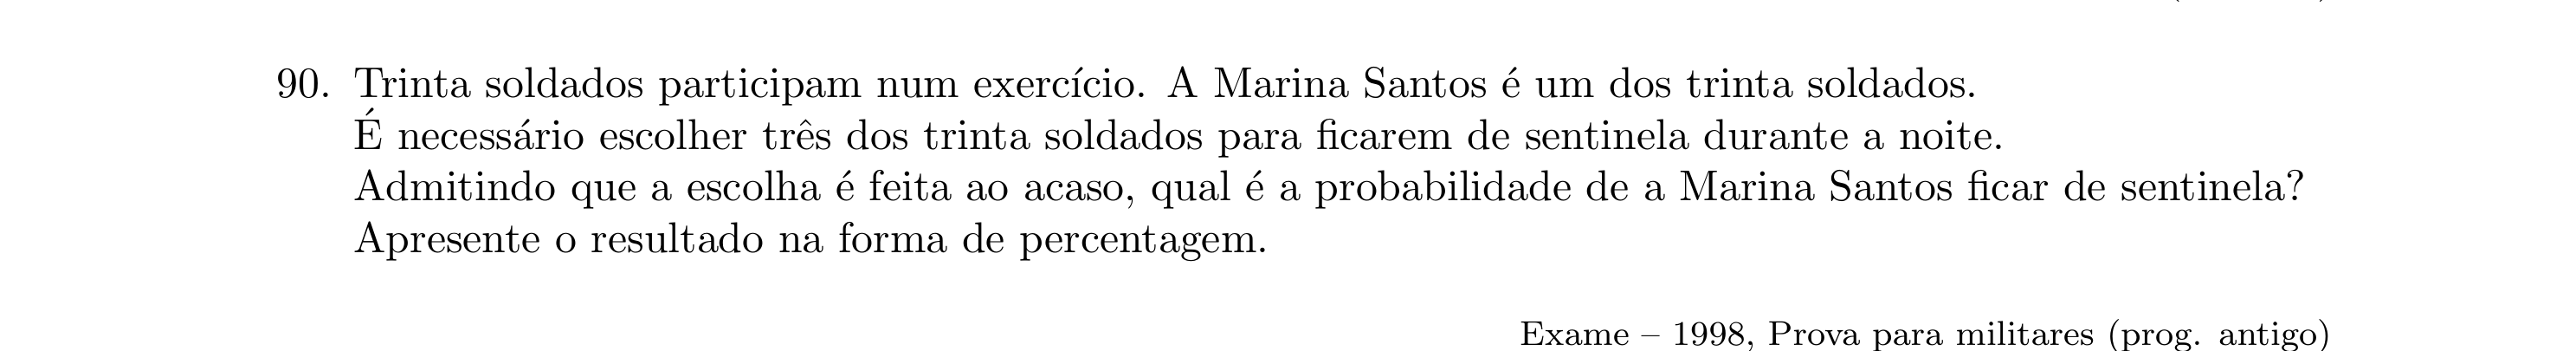 90. Trinta soldados participam num exercício. A Marina Santos é um dos trinta soldados.
É necessário escolher três dos trinta soldados para ficarem de sentinela durante a noite.
Admitindo que a escolha é feita ao acaso, qual é a probabilidade de a Marina Santos ficar de sentinela?
Apresente o resultado na forma de percentagem.
Exame – 1998, Prova para militares (prog. antigo)